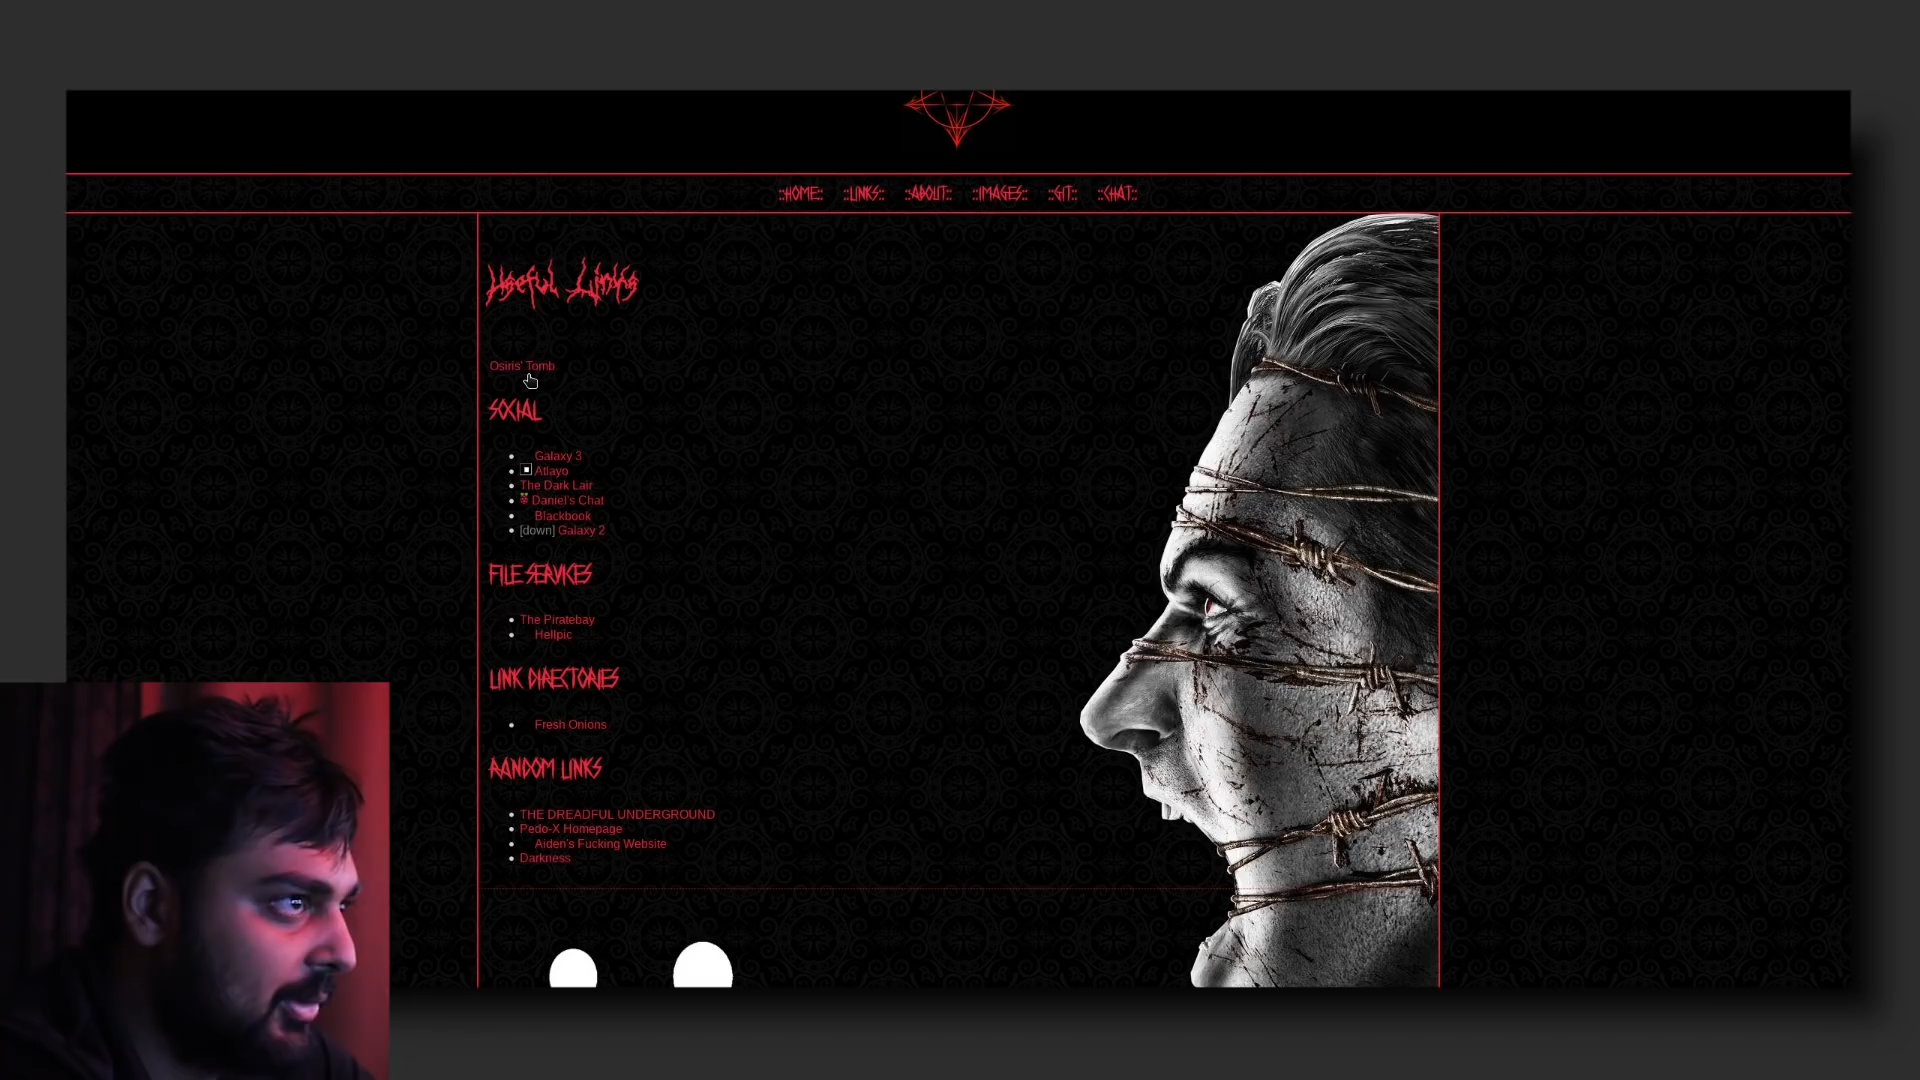 ::HOME:: ::LINKS:: ::ABOUT:: ::IMAGES:: ::GIT:: ::CHAT::
Useful Links
Osiris' Tomb
SOCIAL
Galaxy 3
Atlayo
The Dark Lair
Daniel's Chat
Blackbook
[down] Galaxy 2
FILE SERVICES
The Piratebay
Hellpic
LINK DIRECTORIES
Fresh Onions
RANDOM LINKS
THE DREADFUL UNDERGROUND
Pedo-X Homepage
Aiden's Fucking Website
Darkness